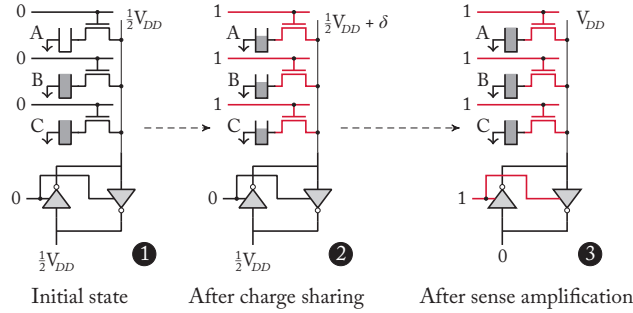 0
½V_DD
A
0
B
0
C
0
½V_DD
1
Initial state
1
½V_DD + δ
A
1
B
1
C
0
½V_DD
2
After charge sharing
1
V_DD
A
1
B
1
C
1
0
3
After sense amplification